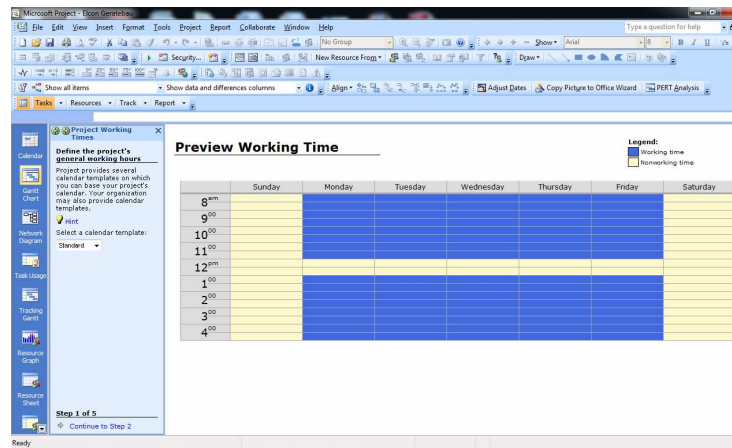 Microsoft Project - Elcon Geratebau
File Edit View Insert Format Tools Project Report Collaborate Window Help
Type a question for help
No Group
Show
Arial
8
B I U
Security...
New Resource From
Draw
Show all items
Show data and differences columns
Align
Adjust Dates
Copy Picture to Office Wizard
PERT Analysis
Tasks Resources Track Report
Calendar
Gantt Chart
Network Diagram
Task Usage
Tracking Gantt
Resource Graph
Resource Sheet
Project Working Times
Define the project's
general working hours
Project provides several
calendar templates on which
you can base your project's
calendar. Your organization
may also provide calendar
templates.
Hint
Select a calendar template:
Standard
Step 1 of 5
Continue to Step 2
Preview Working Time
Legend:
Working time
Nonworking time
Sunday Monday Tuesday Wednesday Thursday Friday Saturday
8am
900
1000
1100
12pm
100
200
300
400
Ready